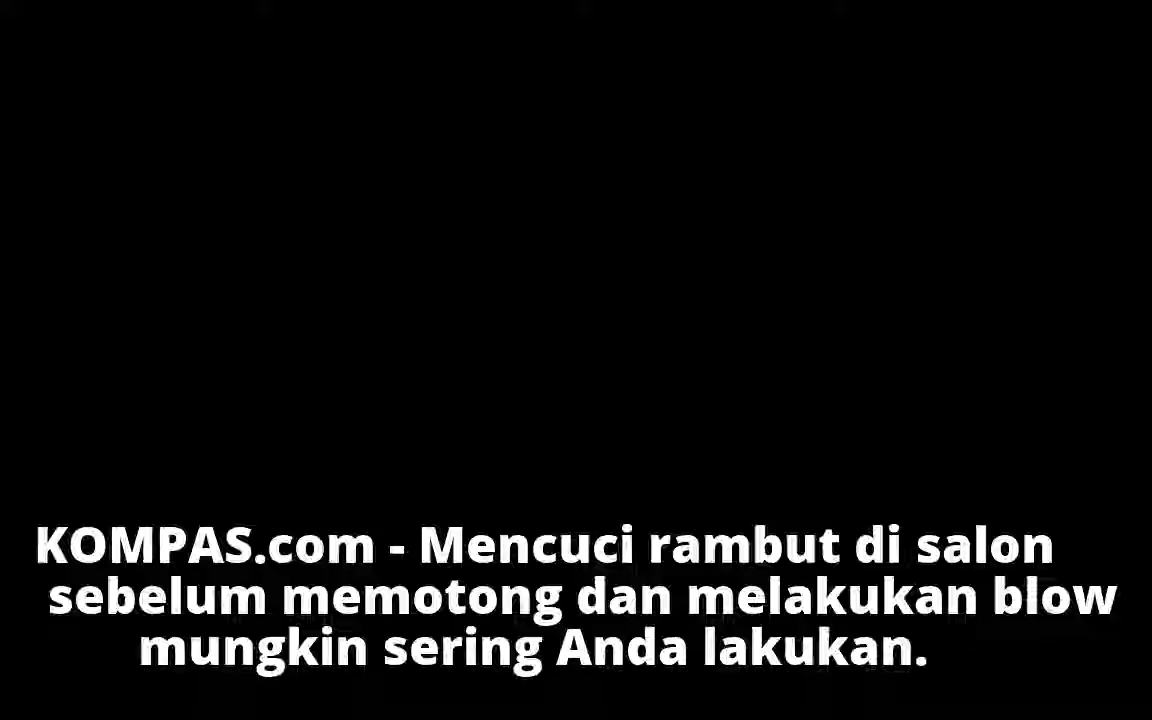 KOMPAS.com - Mencuci rambut di salon
sebelum memotong dan melakukan blow
mungkin sering Anda lakukan.